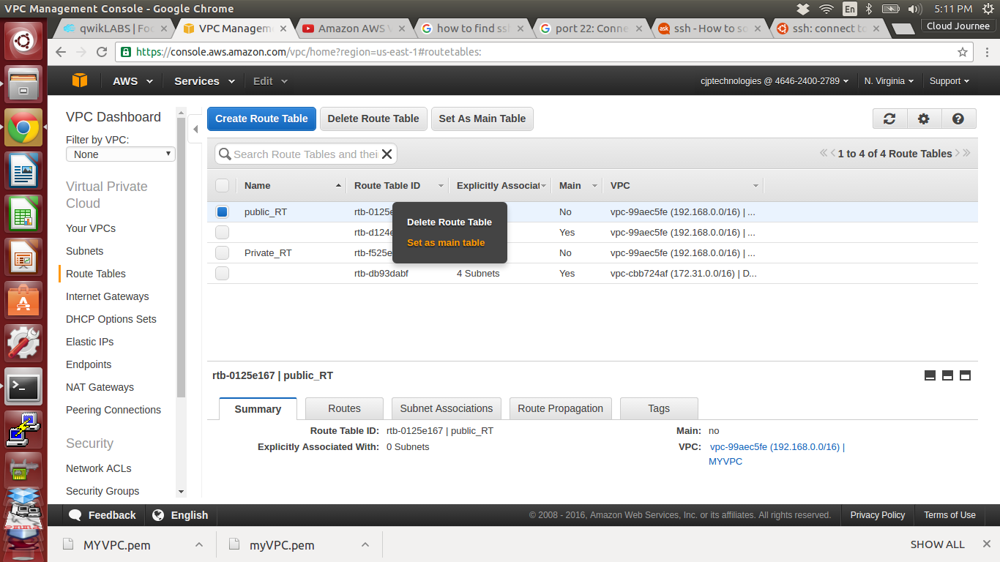 VPC Management Console - Google Chrome
En
5:11 PM
qwikLABS | Foc
VPC Managem
Amazon AWS V
how to find ssh
port 22: Conne
ask
ssh - How to so
ssh: connect to
Cloud Journee
https://console.aws.amazon.com/vpc/home?region=us-east-1#routetables:
AWS
Services
Edit
cjptechnologies @ 4646-2400-2789
N. Virginia
Support
VPC Dashboard
Filter by VPC:
None
Virtual Private
Cloud
Your VPCs
Subnets
Route Tables
Internet Gateways
DHCP Options Sets
Elastic IPs
Endpoints
NAT Gateways
Peering Connections
Security
Network ACLs
Security Groups
Create Route Table
Delete Route Table
Set As Main Table
Search Route Tables and thei
1 to 4 of 4 Route Tables
Name Route Table ID Explicitly Associat Main VPC
public_RT rtb-0125e No vpc-99aec5fe (192.168.0.0/16) | ...
rtb-d124e Yes vpc-99aec5fe (192.168.0.0/16) | ...
Private_RT rtb-f525e No vpc-99aec5fe (192.168.0.0/16) | ...
rtb-db93dabf 4 Subnets Yes vpc-cbb724af (172.31.0.0/16) | D...
Delete Route Table
Set as main table
rtb-0125e167 | public_RT
Summary
Routes
Subnet Associations
Route Propagation
Tags
Route Table ID: rtb-0125e167 | public_RT
Explicitly Associated With: 0 Subnets
Main: no
VPC: vpc-99aec5fe (192.168.0.0/16) |
MYVPC
Feedback
English
© 2008 - 2016, Amazon Web Services, Inc. or its affiliates. All rights reserved.
Privacy Policy
Terms of Use
MYVPC.pem
myVPC.pem
SHOW ALL